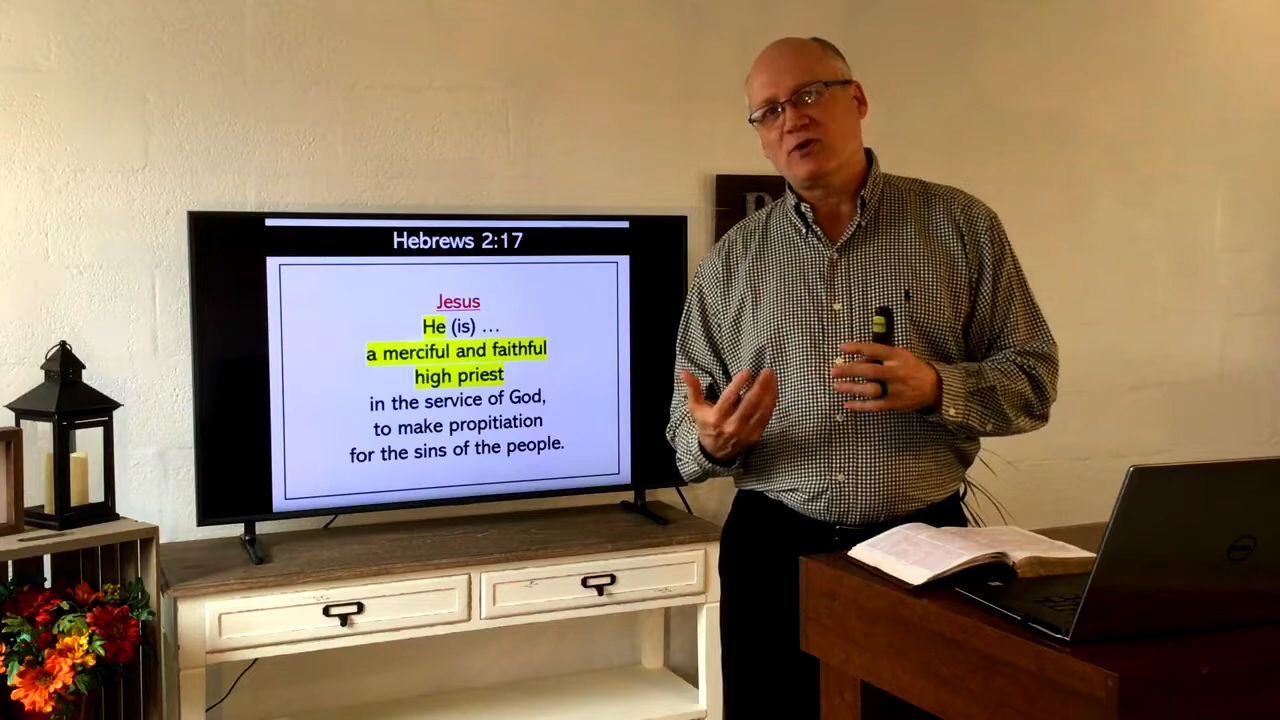 Hebrews 2:17
Jesus
He (is) ...
a merciful and faithful
high priest
in the service of God,
to make propitiation
for the sins of the people.
DELL